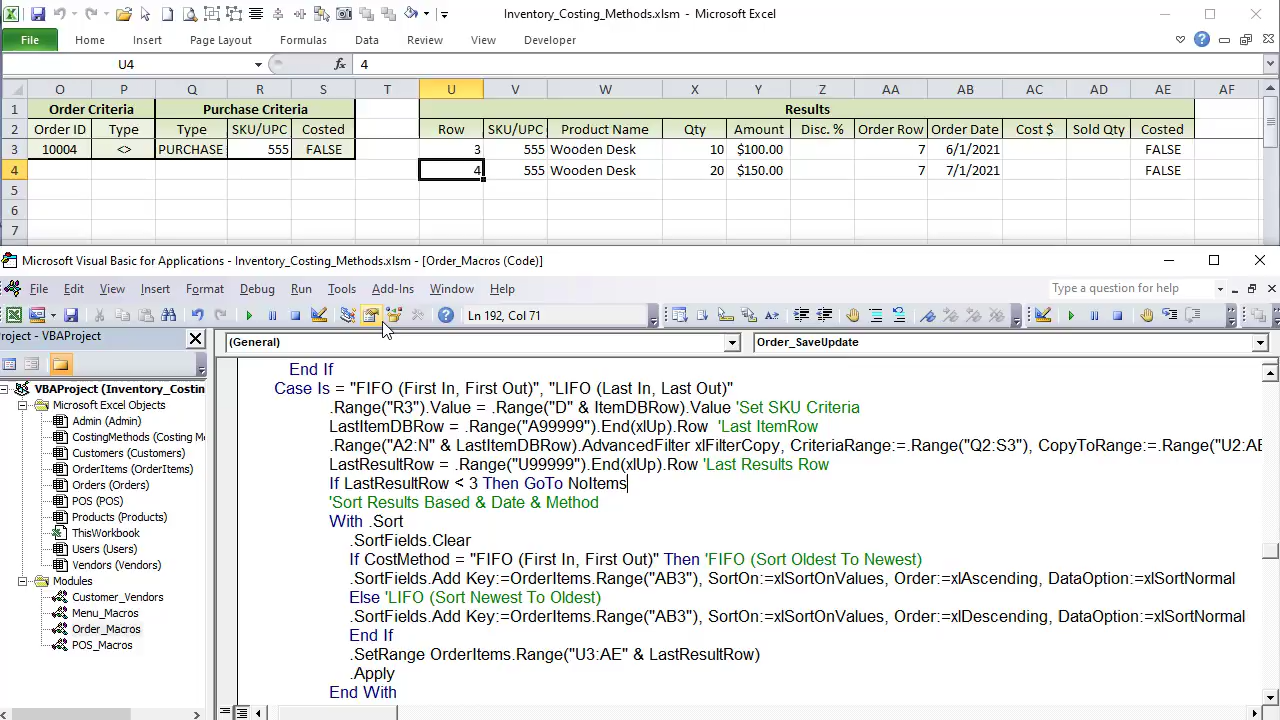 Inventory_Costing_Methods.xlsm - Microsoft Excel
File Home Insert Page Layout Formulas Data Review View Developer
U4 fx 4
O P Q R S T U V W X Y Z AA AB AC AD AE AF
1 Order Criteria Purchase Criteria Results
2 Order ID Type Type SKU/UPC Costed Row SKU/UPC Product Name Qty Amount Disc. % Order Row Order Date Cost $ Sold Qty Costed
3 10004 <> PURCHASE 555 FALSE 3 555 Wooden Desk 10 $100.00 7 6/1/2021 FALSE
4 4 555 Wooden Desk 20 $150.00 7 7/1/2021 FALSE
5
6
7
Microsoft Visual Basic for Applications - Inventory_Costing_Methods.xlsm - [Order_Macros (Code)]
File Edit View Insert Format Debug Run Tools Add-Ins Window Help Type a question for help
Ln 192, Col 71
roject - VBAProject
(General) Order_SaveUpdate
VBAProject (Inventory_Costin
Microsoft Excel Objects
Admin (Admin)
CostingMethods (Costing M
Customers (Customers)
OrderItems (OrderItems)
Orders (Orders)
POS (POS)
Products (Products)
ThisWorkbook
Users (Users)
Vendors (Vendors)
Modules
Customer_Vendors
Menu_Macros
Order_Macros
POS_Macros
End If
Case Is = "FIFO (First In, First Out)", "LIFO (Last In, Last Out)"
.Range("R3").Value = .Range("D" & ItemDBRow).Value 'Set SKU Criteria
LastItemDBRow = .Range("A99999").End(xlUp).Row 'Last ItemRow
.Range("A2:N" & LastItemDBRow).AdvancedFilter xlFilterCopy, CriteriaRange:=.Range("Q2:S3"), CopyToRange:=.Range("U2:AE
LastResultRow = .Range("U99999").End(xlUp).Row 'Last Results Row
If LastResultRow < 3 Then GoTo NoItems
'Sort Results Based & Date & Method
With .Sort
.SortFields.Clear
If CostMethod = "FIFO (First In, First Out)" Then 'FIFO (Sort Oldest To Newest)
.SortFields.Add Key:=OrderItems.Range("AB3"), SortOn:=xlSortOnValues, Order:=xlAscending, DataOption:=xlSortNormal
Else 'LIFO (Sort Newest To Oldest)
.SortFields.Add Key:=OrderItems.Range("AB3"), SortOn:=xlSortOnValues, Order:=xlDescending, DataOption:=xlSortNormal
End If
.SetRange OrderItems.Range("U3:AE" & LastResultRow)
.Apply
End With